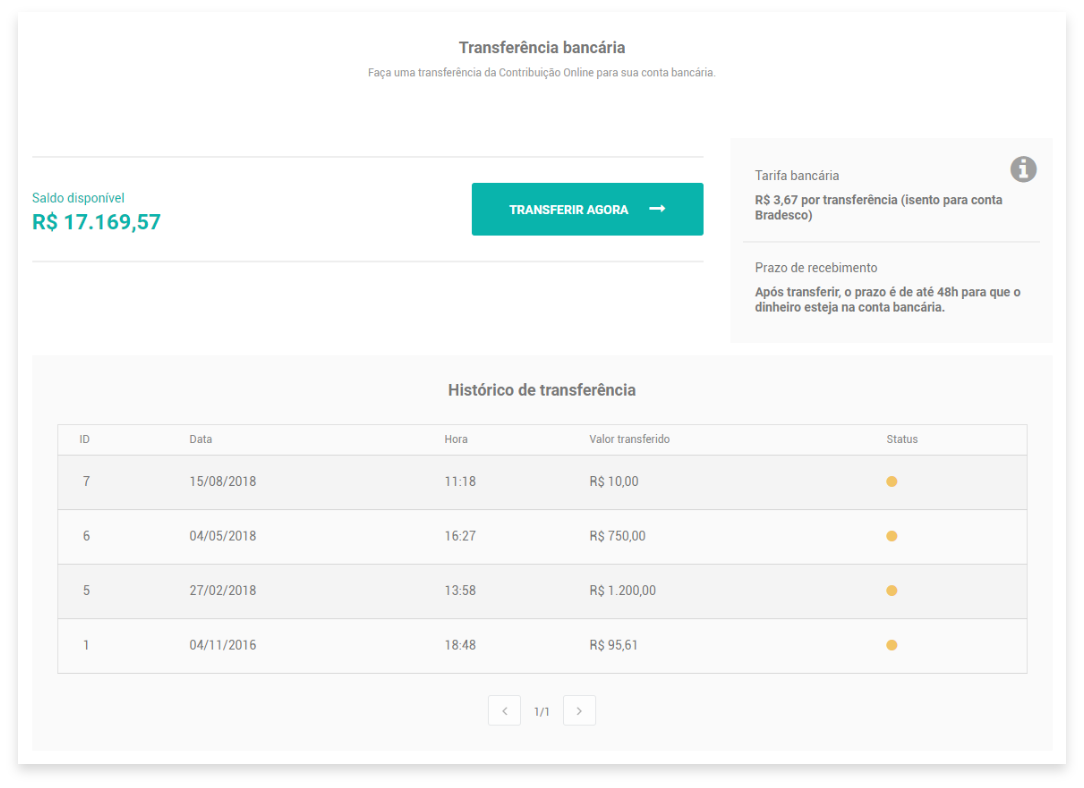 Transferência bancária
Faça uma transferência da Contribuição Online para sua conta bancária.
Saldo disponível
R$ 17.169,57
TRANSFERIR AGORA
Tarifa bancária
R$ 3,67 por transferência (isento para conta
Bradesco)
Prazo de recebimento
Após transferir, o prazo é de até 48h para que o
dinheiro esteja na conta bancária.
Histórico de transferência
ID Data Hora Valor transferido Status
7 15/08/2018 11:18 R$ 10,00
6 04/05/2018 16:27 R$ 750,00
5 27/02/2018 13:58 R$ 1.200,00
1 04/11/2016 18:48 R$ 95,61
1/1